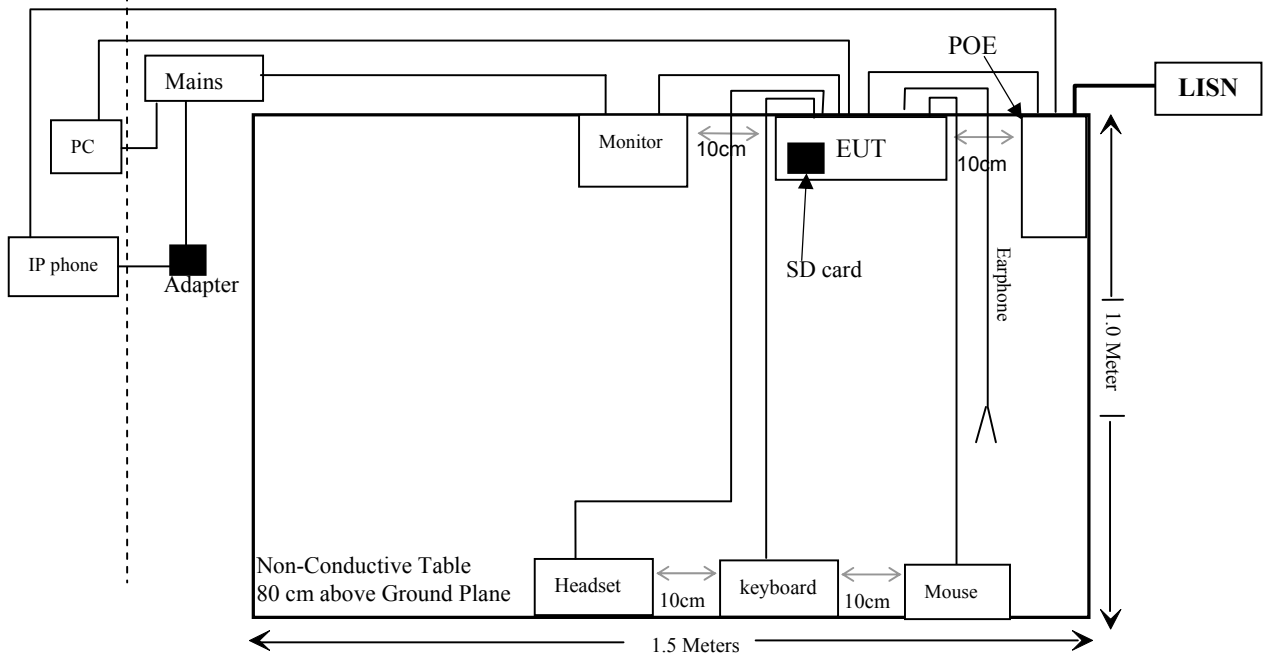 POE
Mains
LISN
PC
Monitor
10cm
EUT
10cm
SD card
IP phone
Adapter
Earphone
1.0 Meter
Non-Conductive Table
80 cm above Ground Plane
Headset
10cm
keyboard
10cm
Mouse
1.5 Meters